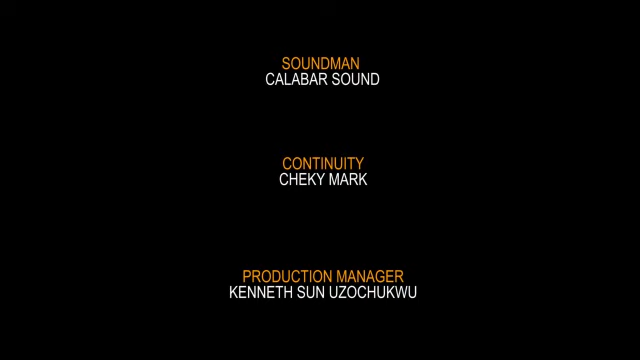 SOUNDMAN
CALABAR SOUND
CONTINUITY
CHEKY MARK
PRODUCTION MANAGER
KENNETH SUN UZOCHUKWU